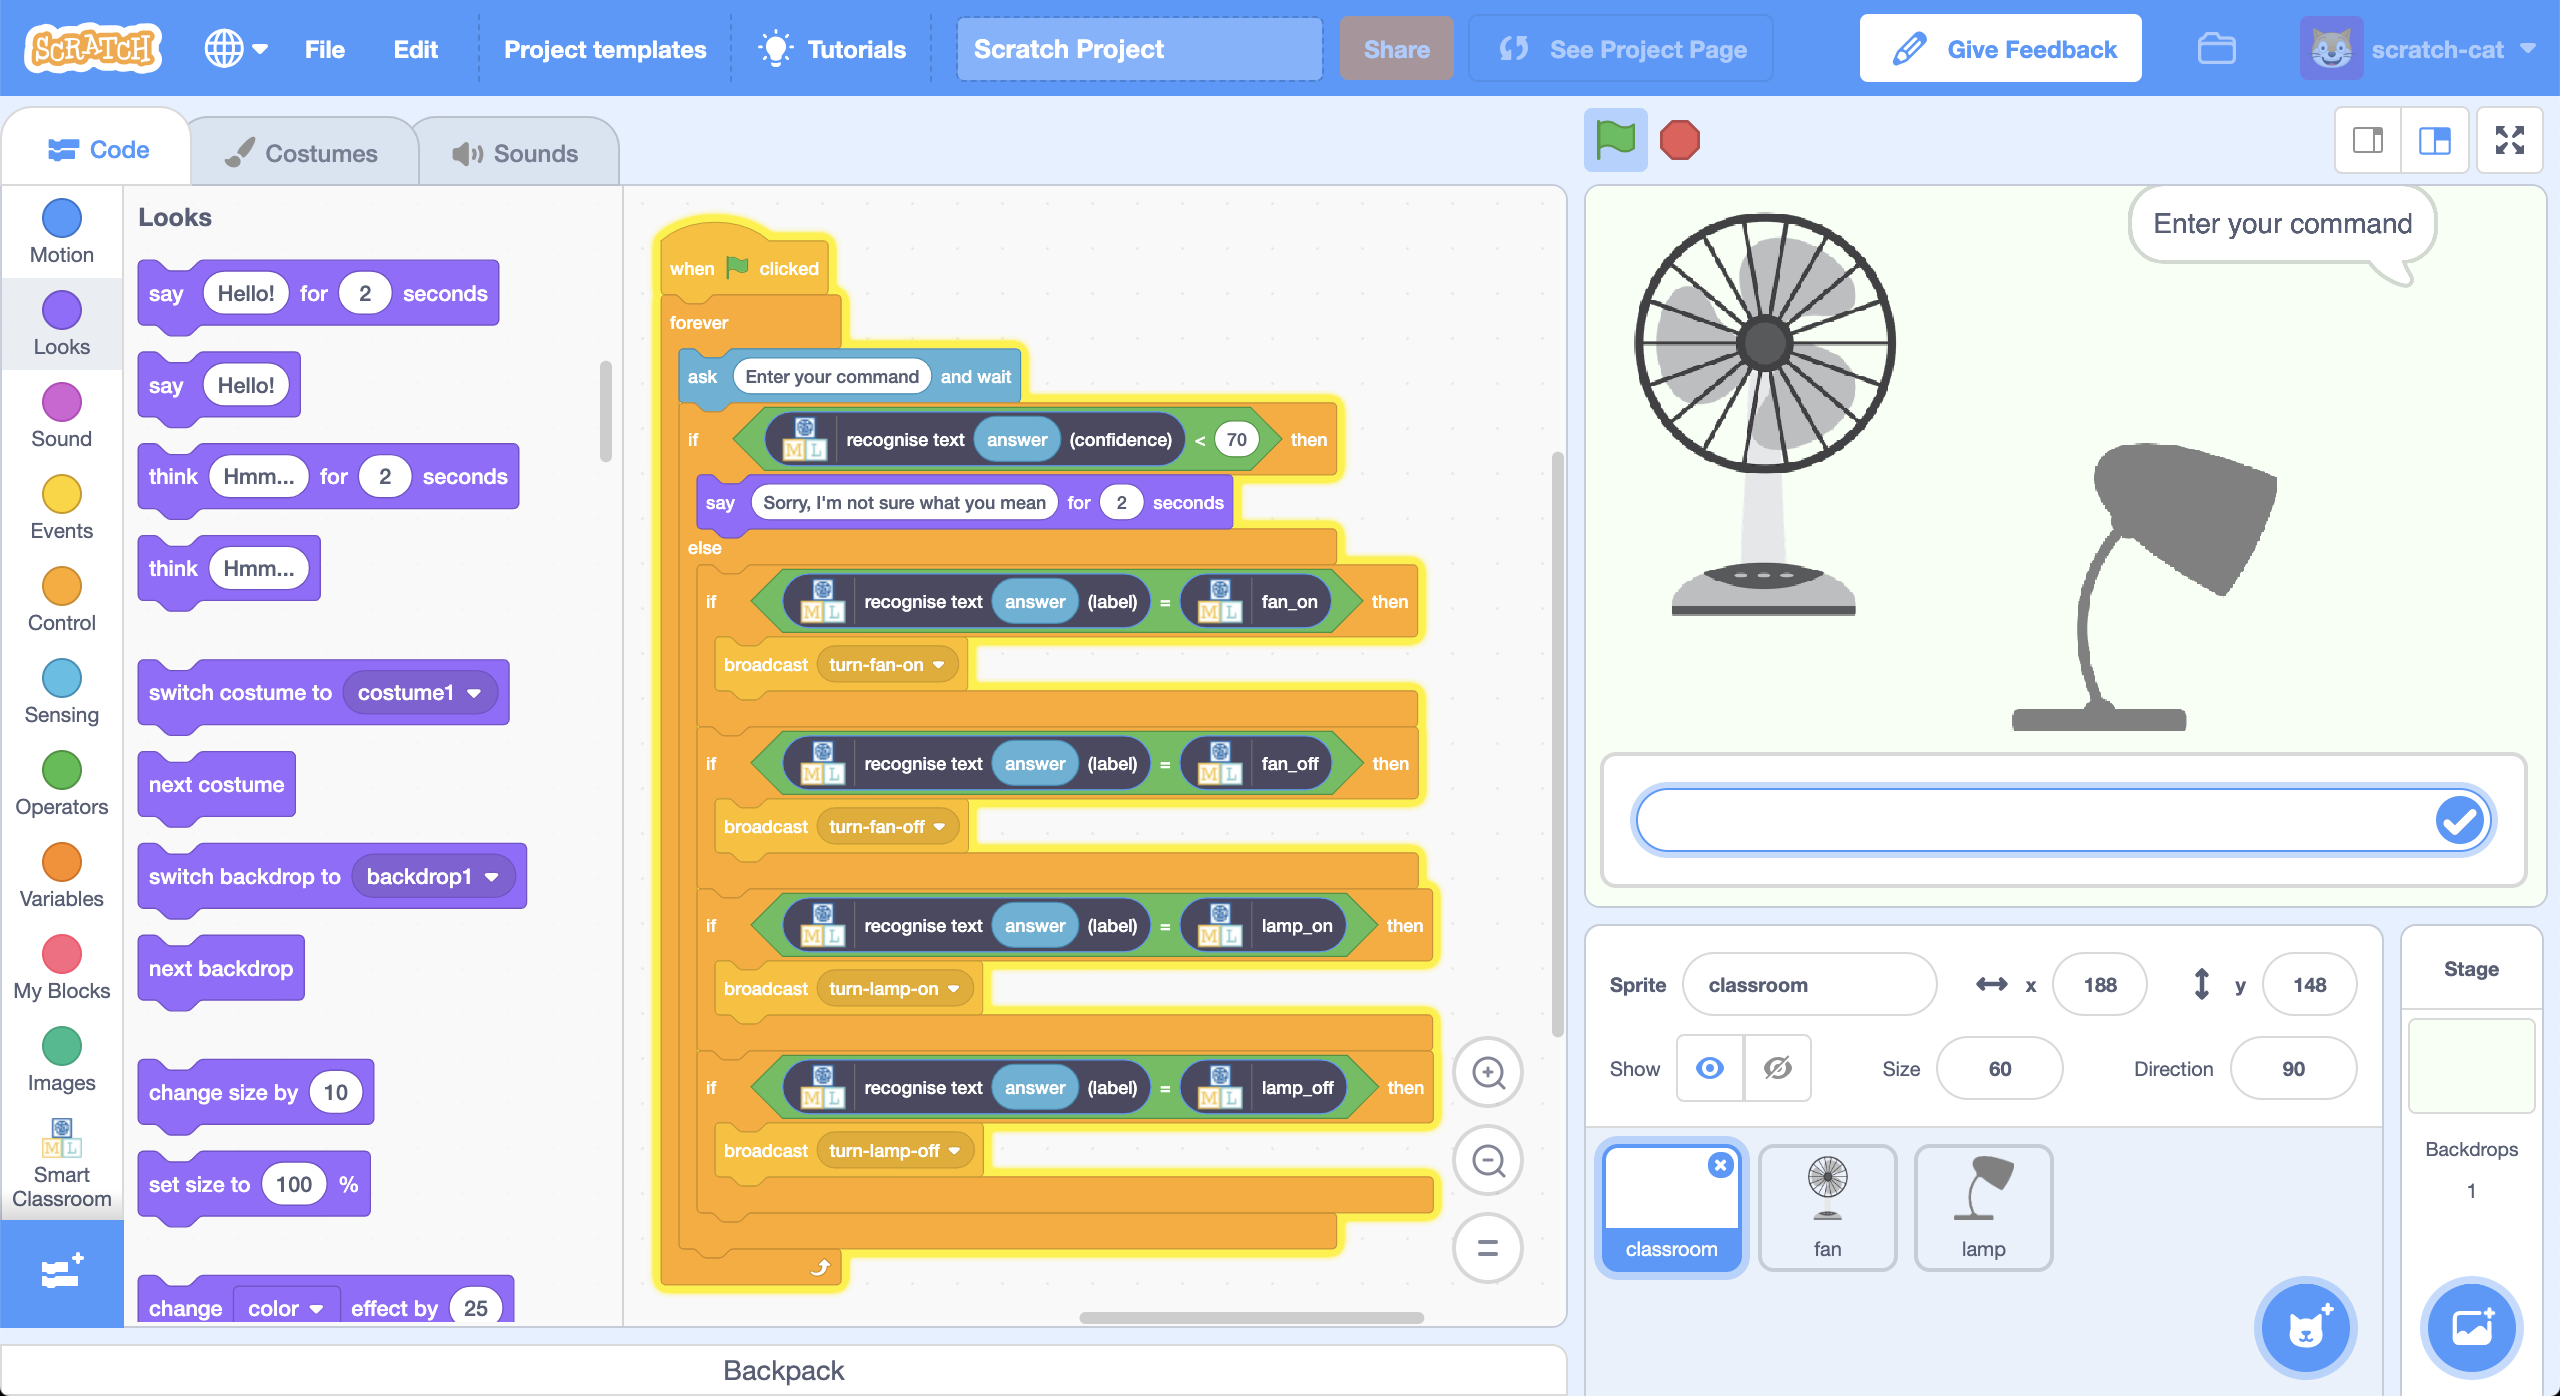 SCRATCH File Edit Project templates Tutorials Scratch Project Share See Project Page Give Feedback scratch-cat
Code Costumes Sounds
Motion
Looks
Sound
Events
Control
Sensing
Operators
Variables
My Blocks
Images
M L
Smart
Classroom
Looks
say Hello! for 2 seconds
say Hello!
think Hmm... for 2 seconds
think Hmm...
switch costume to costume1
next costume
switch backdrop to backdrop1
next backdrop
change size by 10
set size to 100 %
change color effect by 25
when clicked
forever
ask Enter your command and wait
if M L recognise text answer (confidence) < 70 then
say Sorry, I'm not sure what you mean for 2 seconds
else
if M L recognise text answer (label) = M L fan_on then
broadcast turn-fan-on
if M L recognise text answer (label) = M L fan_off then
broadcast turn-fan-off
if M L recognise text answer (label) = M L lamp_on then
broadcast turn-lamp-on
if M L recognise text answer (label) = M L lamp_off then
broadcast turn-lamp-off
Backpack
Enter your command
Sprite classroom x 188 y 148
Show Size 60 Direction 90
classroom fan lamp
Stage
Backdrops
1